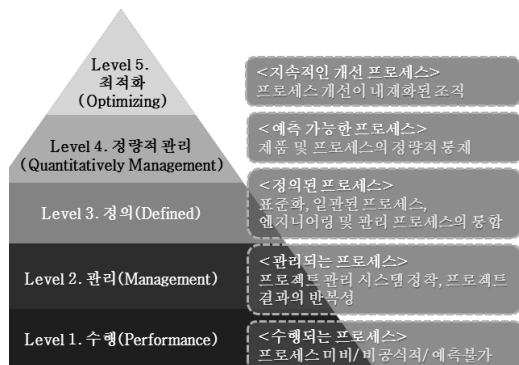 Level 5.
최적화
(Optimizing)
<지속적인 개선 프로세스>
프로세스 개선이 내재화된 조직
Level 4. 정량적 관리
(Quantitatively Management)
<예측 가능한 프로세스>
제품 및 프로세스의 정량적 통제
Level 3. 정의(Defined)
<정의된 프로세스>
표준화, 일관된 프로세스,
엔지니어링 및 관리 프로세스의 통합
Level 2. 관리(Management)
<관리되는 프로세스>
프로젝트 관리 시스템 정착, 프로젝트
결과의 반복성
Level 1. 수행(Performance)
<수행되는 프로세스>
프로세스 미비/ 비공식적/ 예측불가